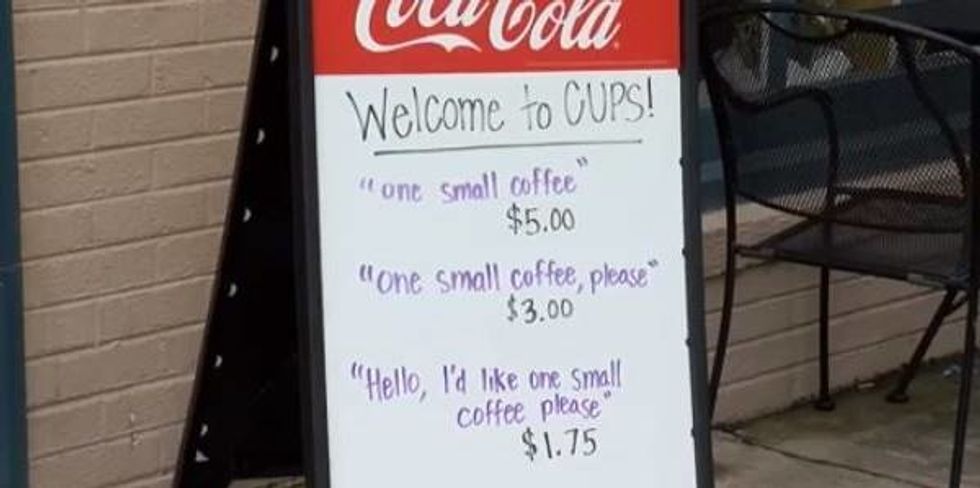 Coca Cola
Welcome to CUPS!
"one small coffee"
$5.00
"one small coffee, please"
$3.00
"Hello, I'd like one small
coffee please"
$1.75